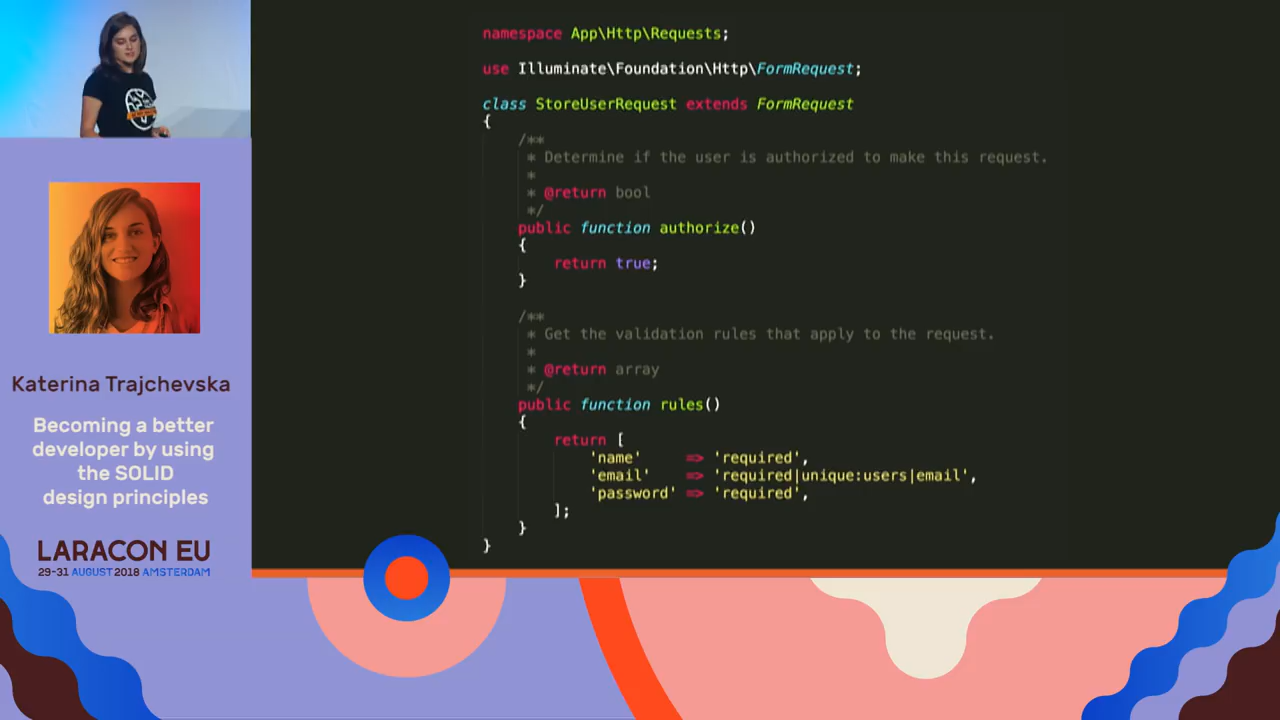 namespace App\Http\Requests;
use Illuminate\Foundation\Http\FormRequest;
class StoreUserRequest extends FormRequest
{
/**
* Determine if the user is authorized to make this request.
*
* @return bool
*/
public function authorize()
{
return true;
}
/**
* Get the validation rules that apply to the request.
*
* @return array
*/
public function rules()
{
return [
'name' => 'required',
'email' => 'required|unique:users|email',
'password' => 'required',
];
}
}
Katerina Trajchevska
Becoming a better
developer by using
the SOLID
design principles
LARACON EU
29-31 AUGUST 2018 AMSTERDAM